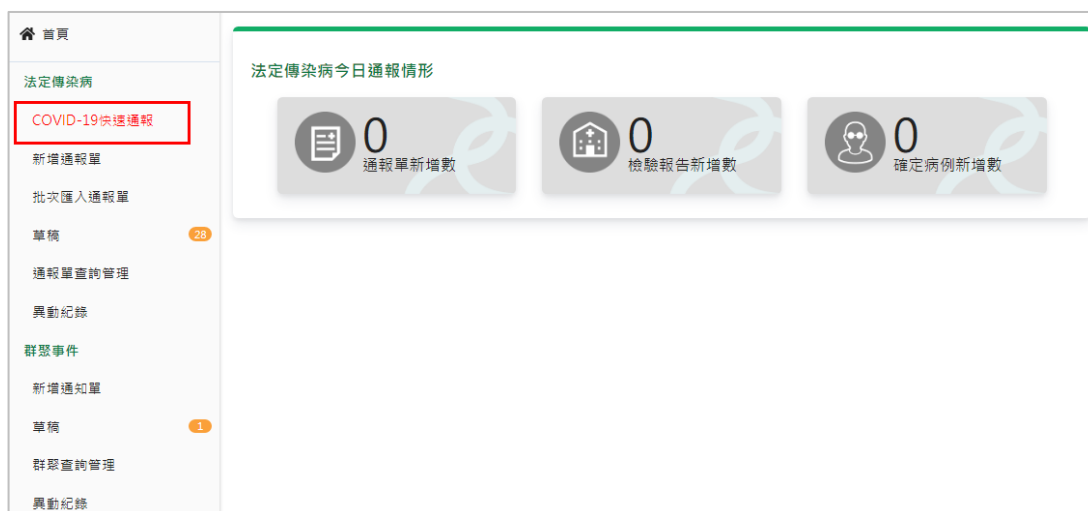 首頁
法定傳染病
COVID-19快速通報
新增通報單
批次匯入通報單
草稿 28
通報單查詢管理
異動紀錄
群聚事件
新增通知單
草稿 1
群聚查詢管理
異動紀錄
法定傳染病今日通報情形
0
通報單新增數
0
檢驗報告新增數
0
確定病例新增數